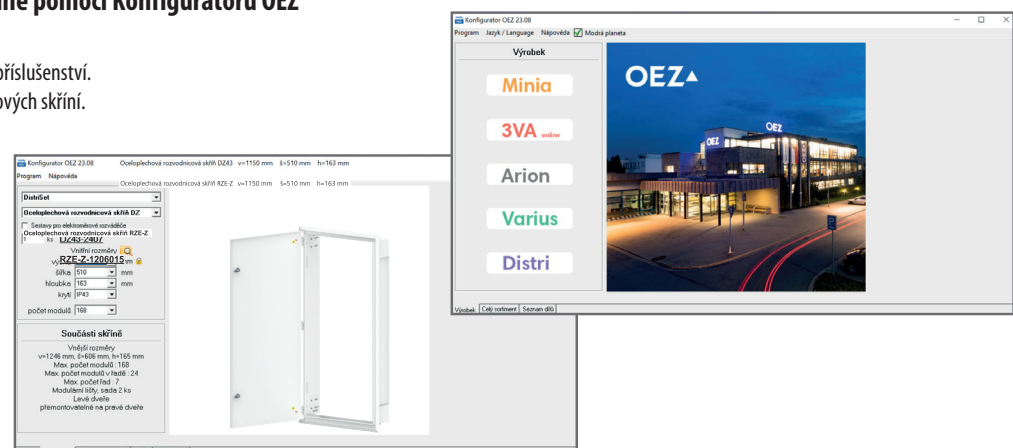 né pomocí Konfigurátoru OEZ
příslušenství.
ových skříní.
Konfigurator OEZ 23.08
Program Jazyk / Language Nápověda Modrá planeta
Výrobek
Minia
3VA online
Arion
Varius
Distri
OEZ
OEZ
OEZ
Výrobek Celý sortiment Seznam dílů
Konfigurator OEZ 23.08 Oceloplechová rozvodnicová skříň DZ43 v=1150 mm š=510 mm h=163 mm
Program Nápověda
Oceloplechová rozvodnicová skříň RZE-Z v=1150 mm š=510 mm h=163 mm
DistriSet
Oceloplechová rozvodnicová skříň DZ
Sestavy pro elektroměrové rozváděče
Oceloplechová rozvodnicová skříň RZE-Z
1 ks DZ43-2407
Vnitřní rozměry
RZE-Z-1206015
šířka 510 mm
hloubka 163 mm
krytí IP43
počet modulů 168
Součásti skříně
Vnější rozměry
v=1246 mm, š=606 mm, h=165 mm
Max. počet modulů : 168
Max. počet modulů v řadě : 24
Max. počet řad : 7
Modulární lišty, sada 2 ks
Levé dveře
přemontovatelné na pravé dveře